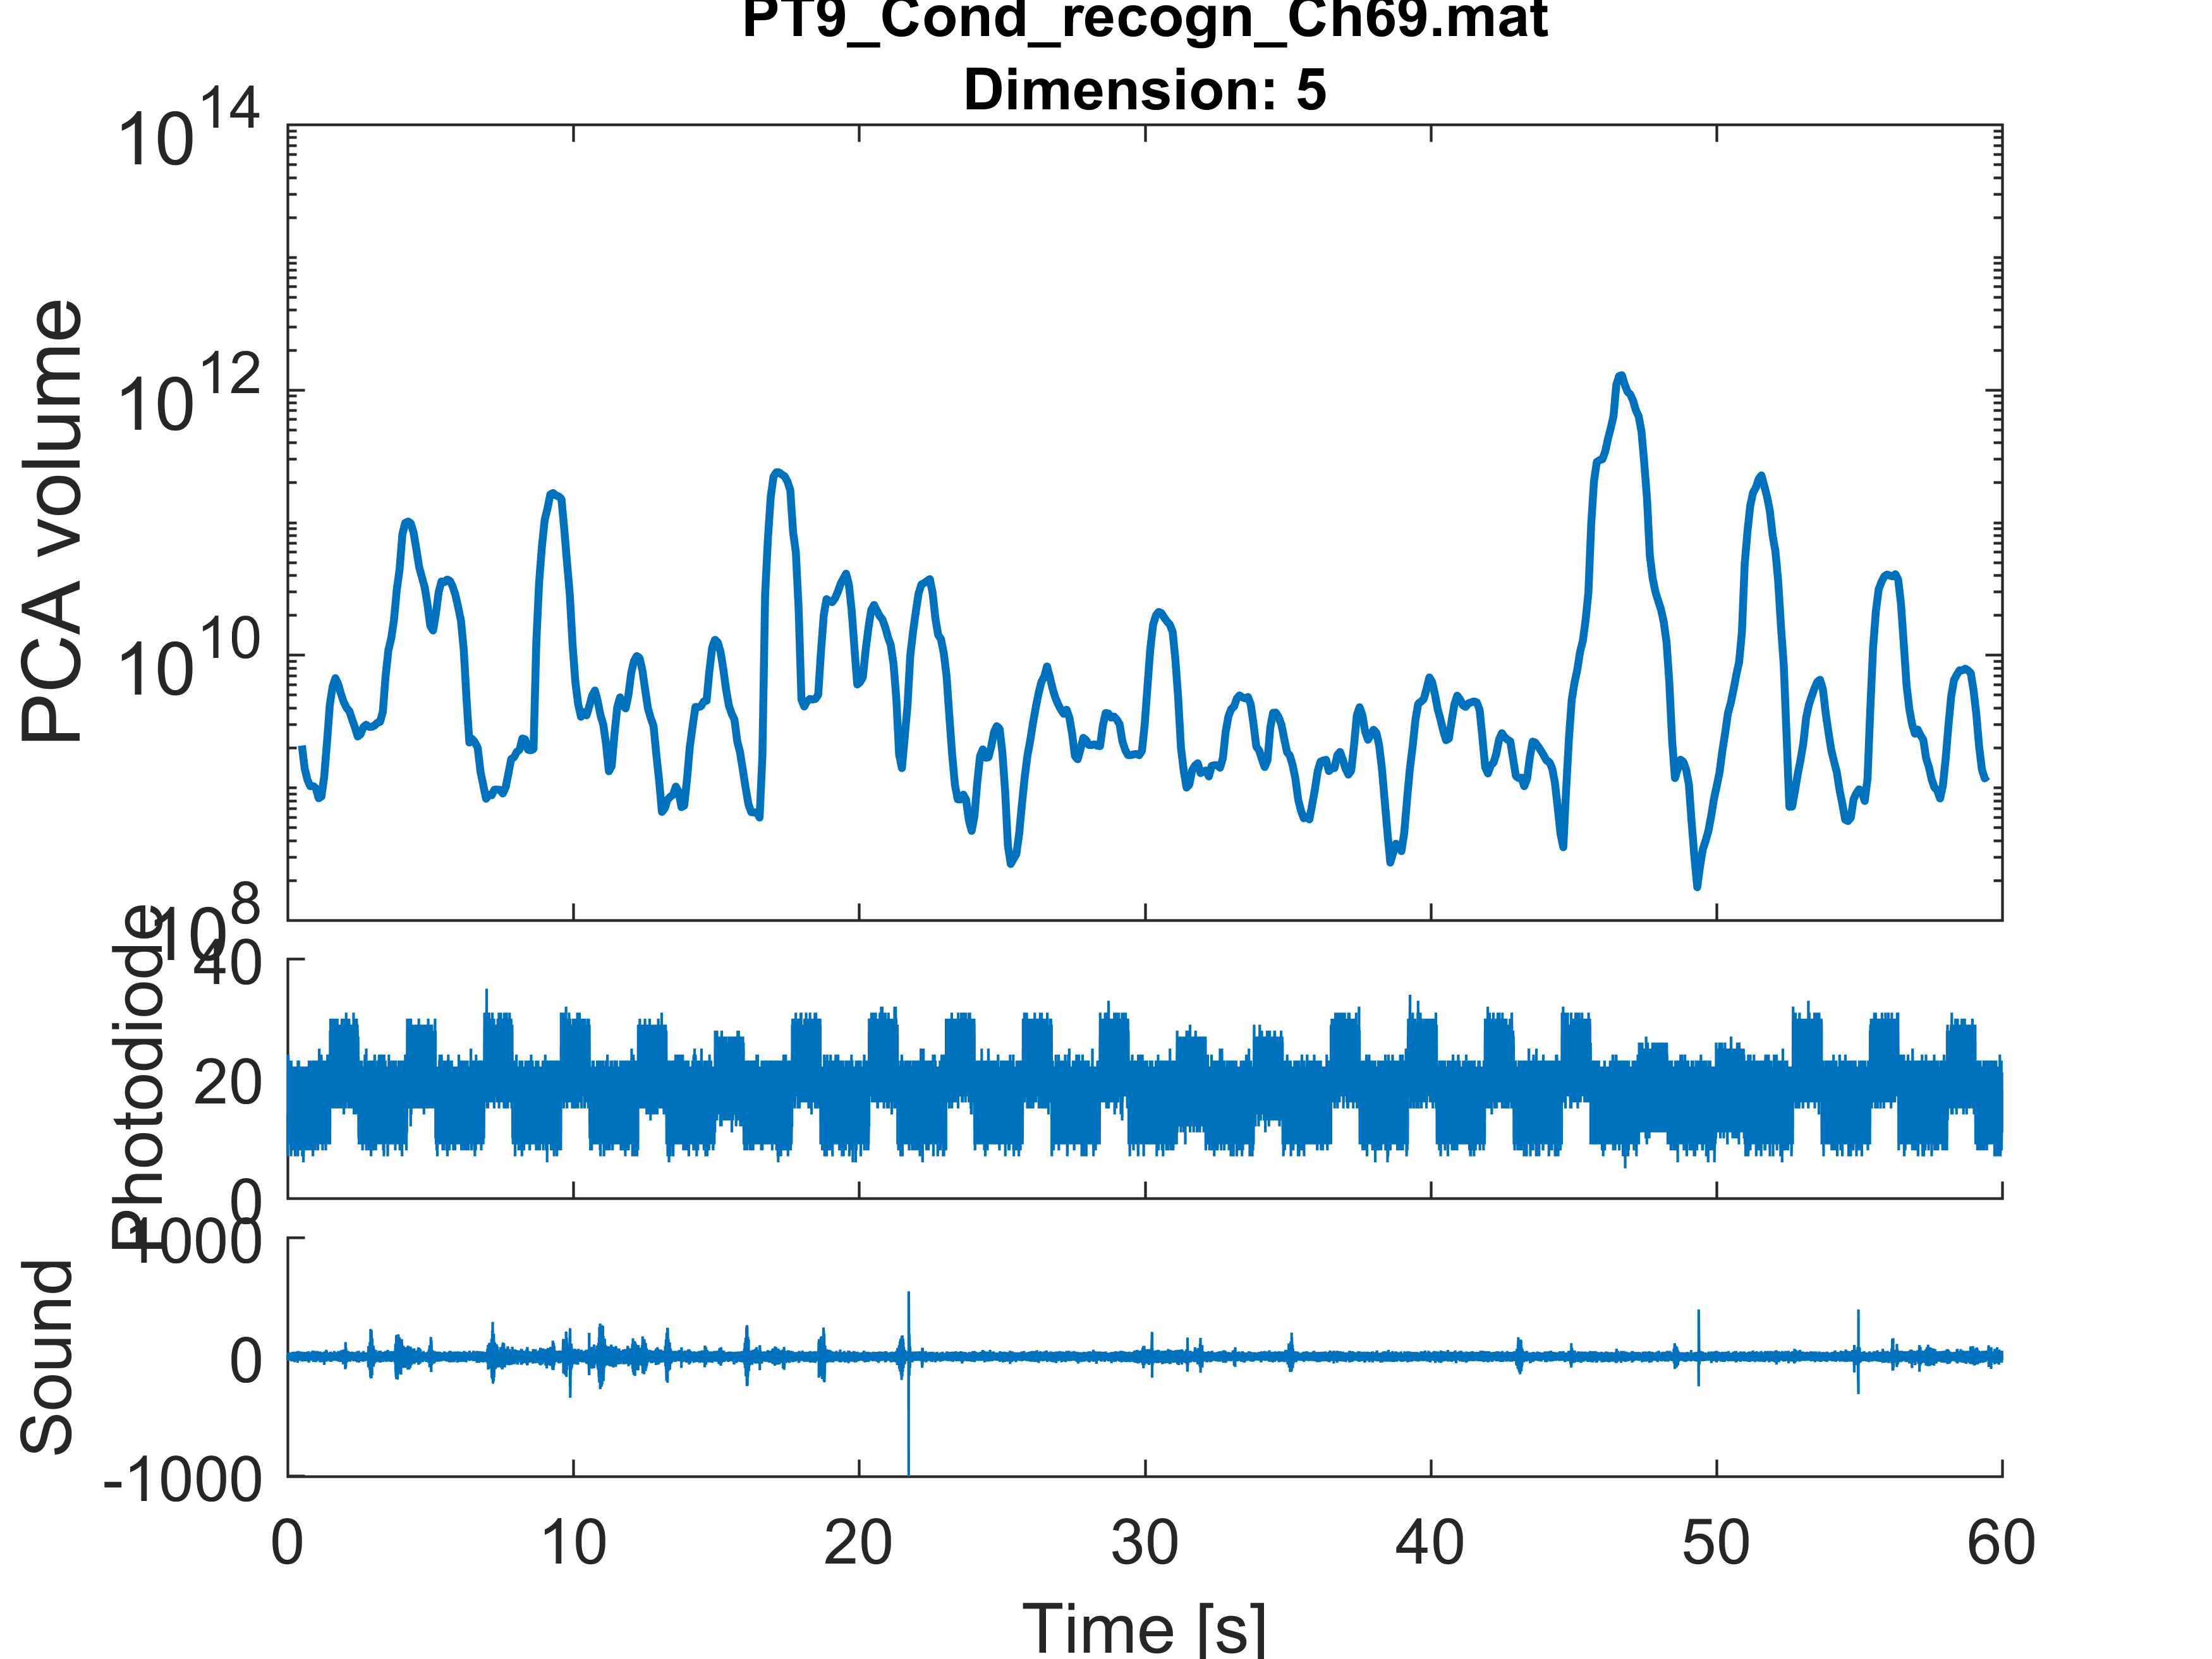 PT9_Cond_recogn_Ch69.mat
Dimension: 5
PCA volume
10^14
10^12
10^10
10^8
Photodiode
40
20
0
Sound
1000
0
-1000
0 10 20 30 40 50 60
Time [s]